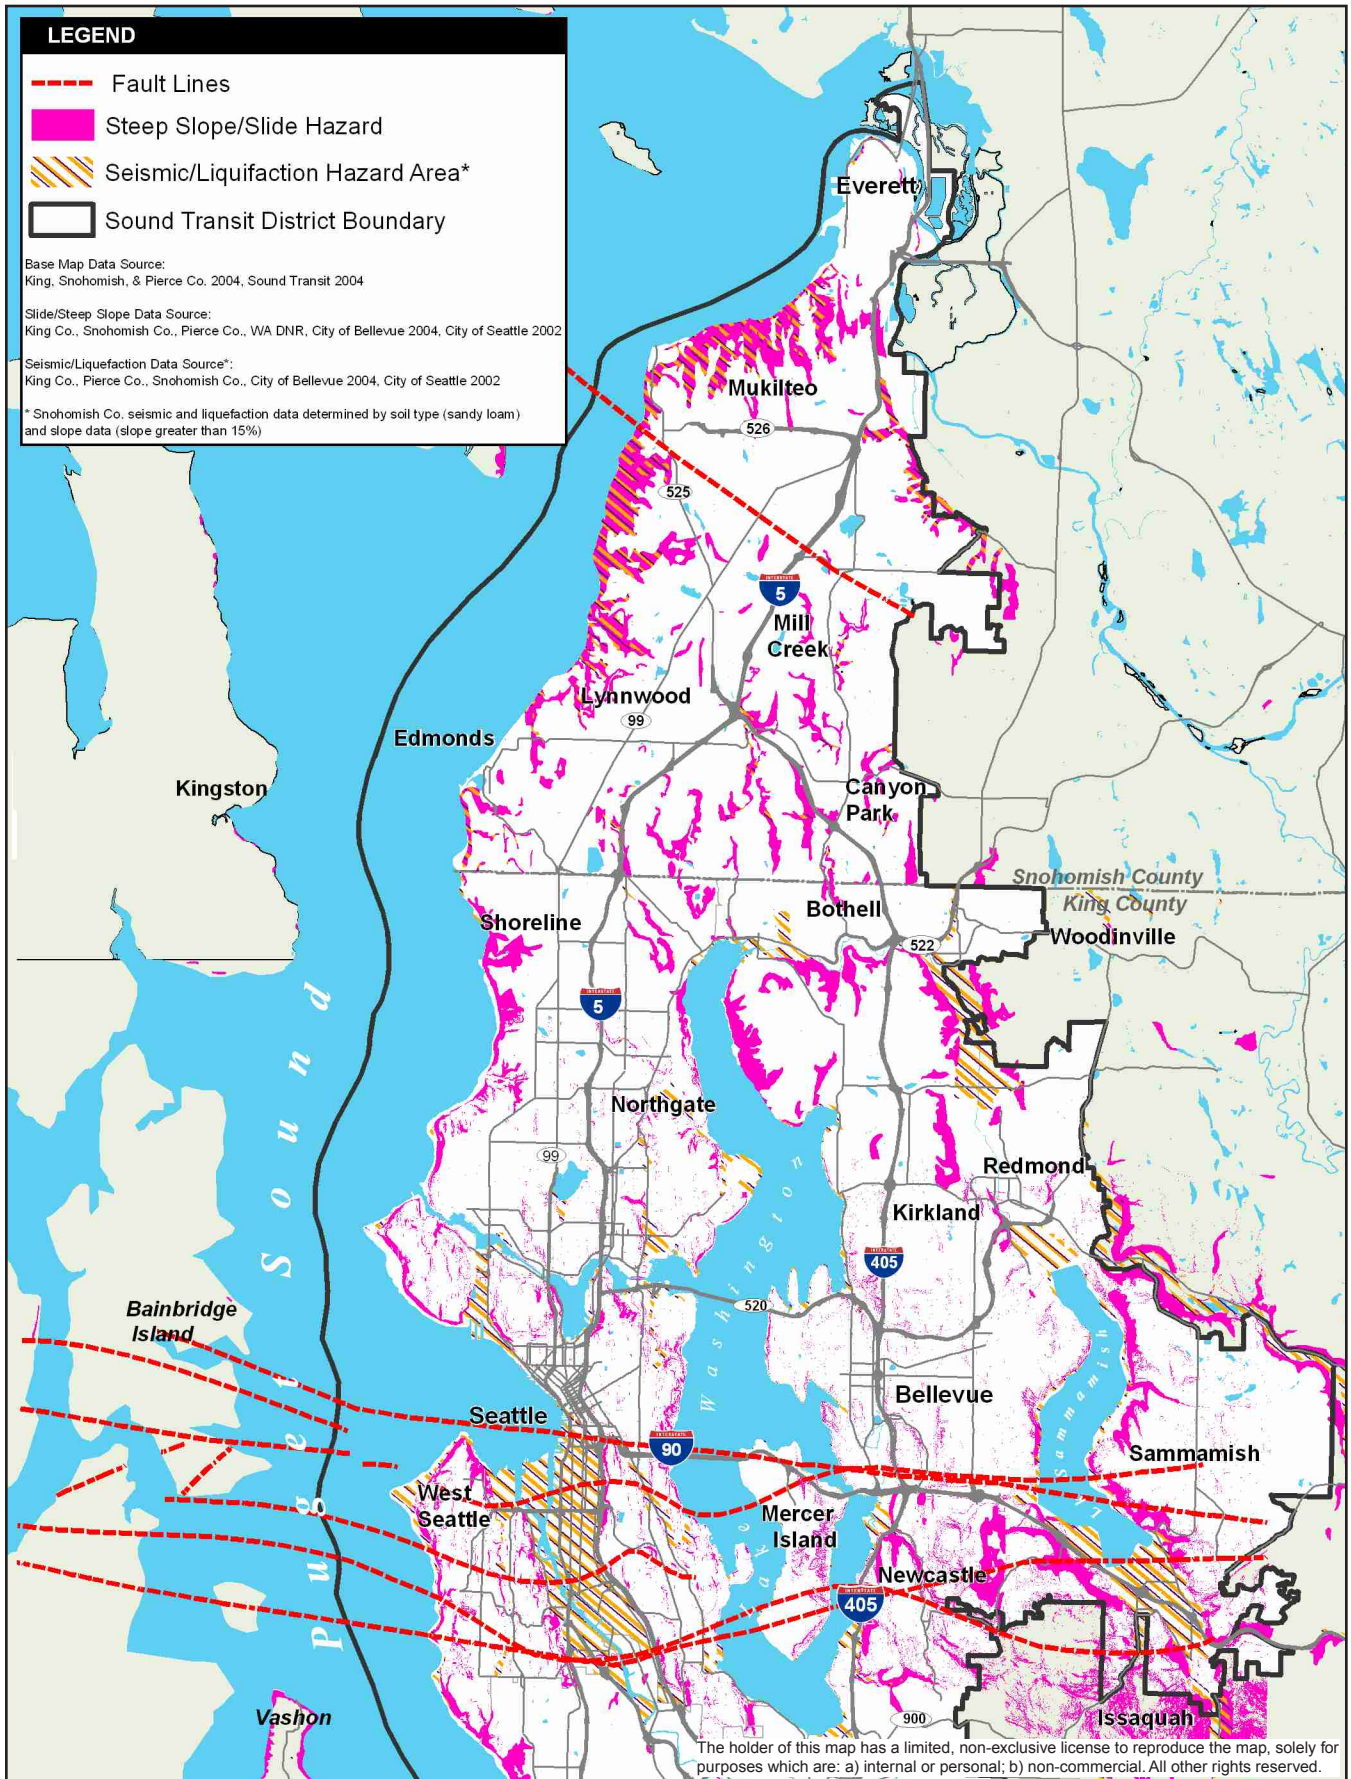 LEGEND
Fault Lines
Steep Slope/Slide Hazard
Seismic/Liquifaction Hazard Area*
Sound Transit District Boundary
Base Map Data Source:
King, Snohomish, & Pierce Co. 2004, Sound Transit 2004
Slide/Steep Slope Data Source:
King Co., Snohomish Co., Pierce Co., WA DNR, City of Bellevue 2004, City of Seattle 2002
Seismic/Liquefaction Data Source*:
King Co., Pierce Co., Snohomish Co., City of Bellevue 2004, City of Seattle 2002
* Snohomish Co. seismic and liquefaction data determined by soil type (sandy loam)
and slope data (slope greater than 15%)
Everett
Mukilteo
526
525
INTERSTATE
5
Mill
Creek
Lynnwood
99
Edmonds
Kingston
Canyon
Park
Snohomish County
King County
Bothell
Shoreline
522
Woodinville
INTERSTATE
5
Northgate
99
Redmond
Kirkland
INTERSTATE
405
520
Bainbridge
Island
Puget Sound
Lake Washington
L Sammamish
Bellevue
Seattle
INTERSTATE
90
Sammamish
West
Seattle
Mercer
Island
Newcastle
INTERSTATE
405
Vashon
900
Issaquah
The holder of this map has a limited, non-exclusive license to reproduce the map, solely for
purposes which are: a) internal or personal; b) non-commercial. All other rights reserved.